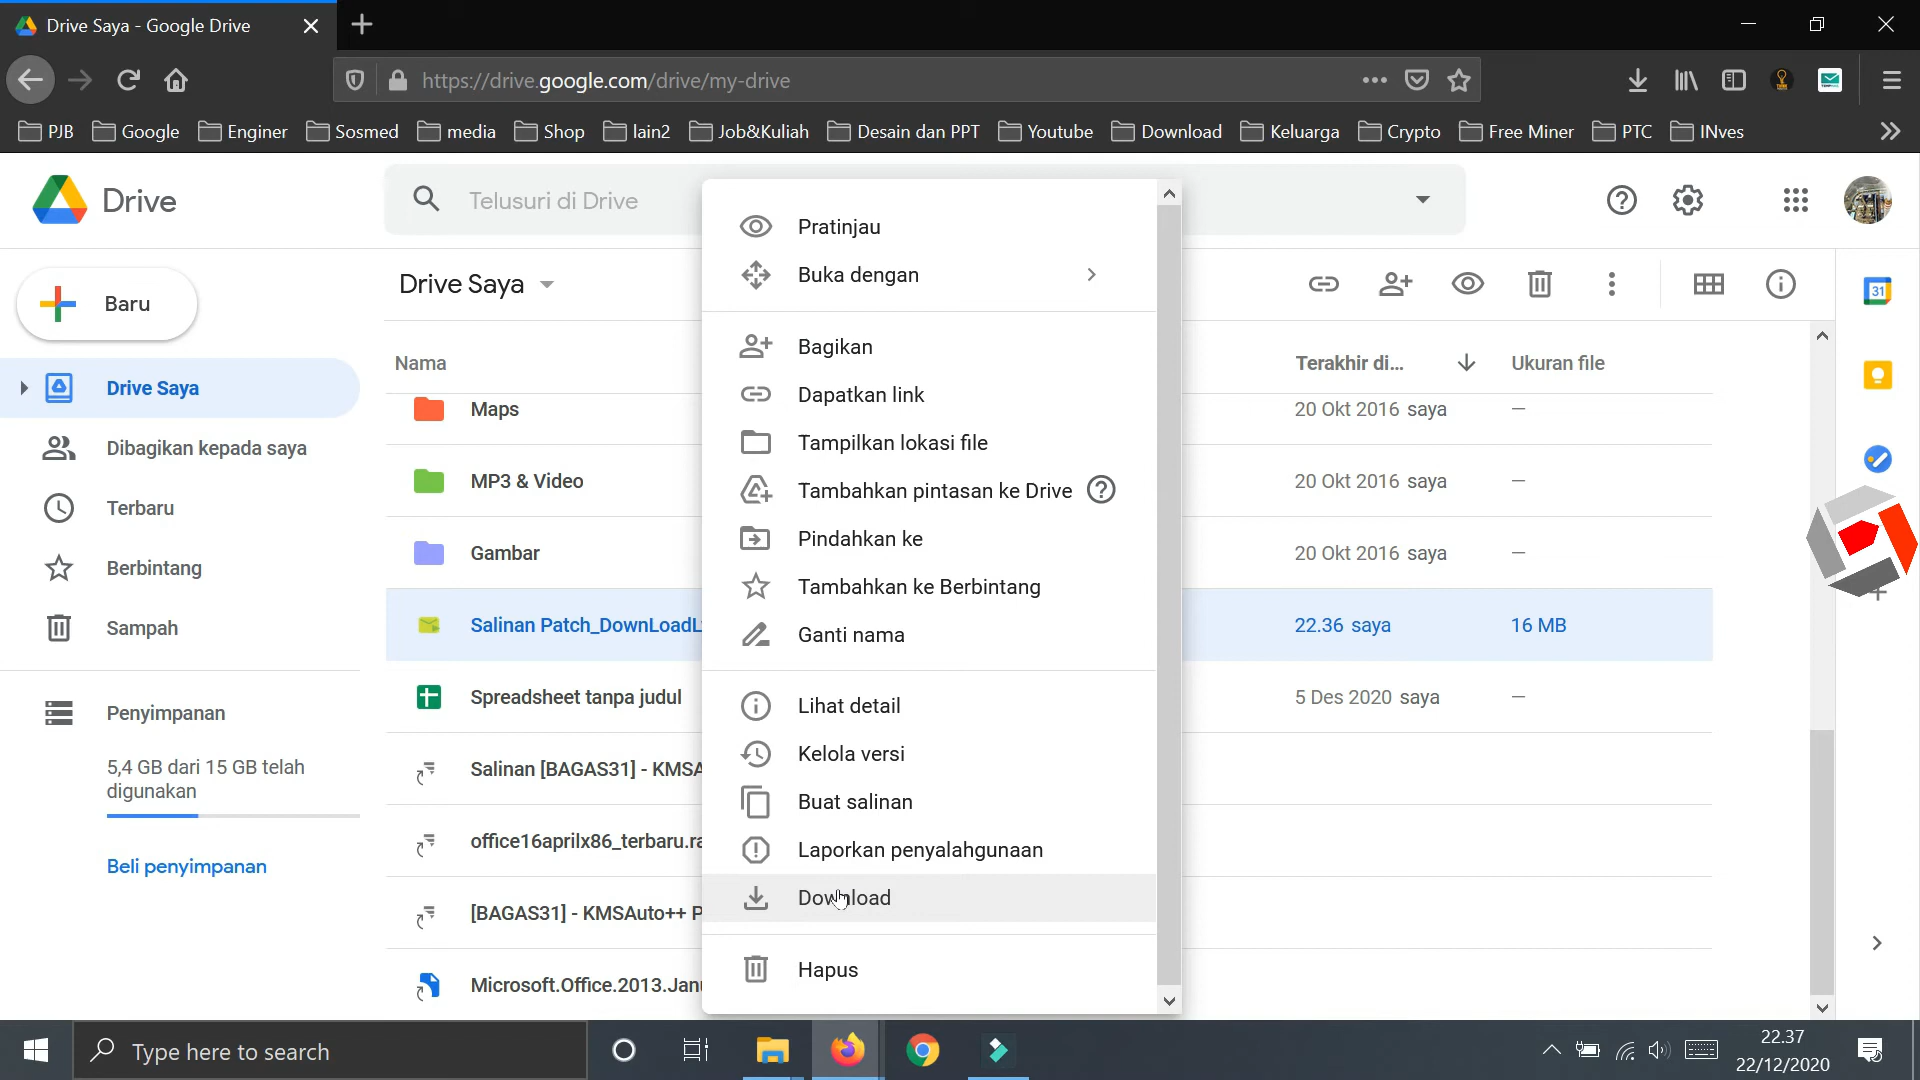 Drive Saya - Google Drive
https://drive.google.com/drive/my-drive
PJB Google Enginer Sosmed media Shop lain2 Job&Kuliah Desain dan PPT Youtube Download Keluarga Crypto Free Miner PTC INves
Drive
Telusuri di Drive
Baru
Drive Saya
Dibagikan kepada saya
Terbaru
Berbintang
Sampah
Penyimpanan
5,4 GB dari 15 GB telah
digunakan
Beli penyimpanan
Drive Saya
Nama Terakhir di... Ukuran file
Maps 20 Okt 2016 saya —
MP3 & Video 20 Okt 2016 saya —
Gambar 20 Okt 2016 saya —
Salinan Patch_DownLoadL 22.36 saya 16 MB
Spreadsheet tanpa judul 5 Des 2020 saya —
Salinan [BAGAS31] - KMSA
office16aprilx86_terbaru.ra
[BAGAS31] - KMSAuto++ P
Microsoft.Office.2013.Janu
Pratinjau
Buka dengan
Bagikan
Dapatkan link
Tampilkan lokasi file
Tambahkan pintasan ke Drive
Pindahkan ke
Tambahkan ke Berbintang
Ganti nama
Lihat detail
Kelola versi
Buat salinan
Laporkan penyalahgunaan
Download
Hapus
31
Type here to search
22.37
22/12/2020